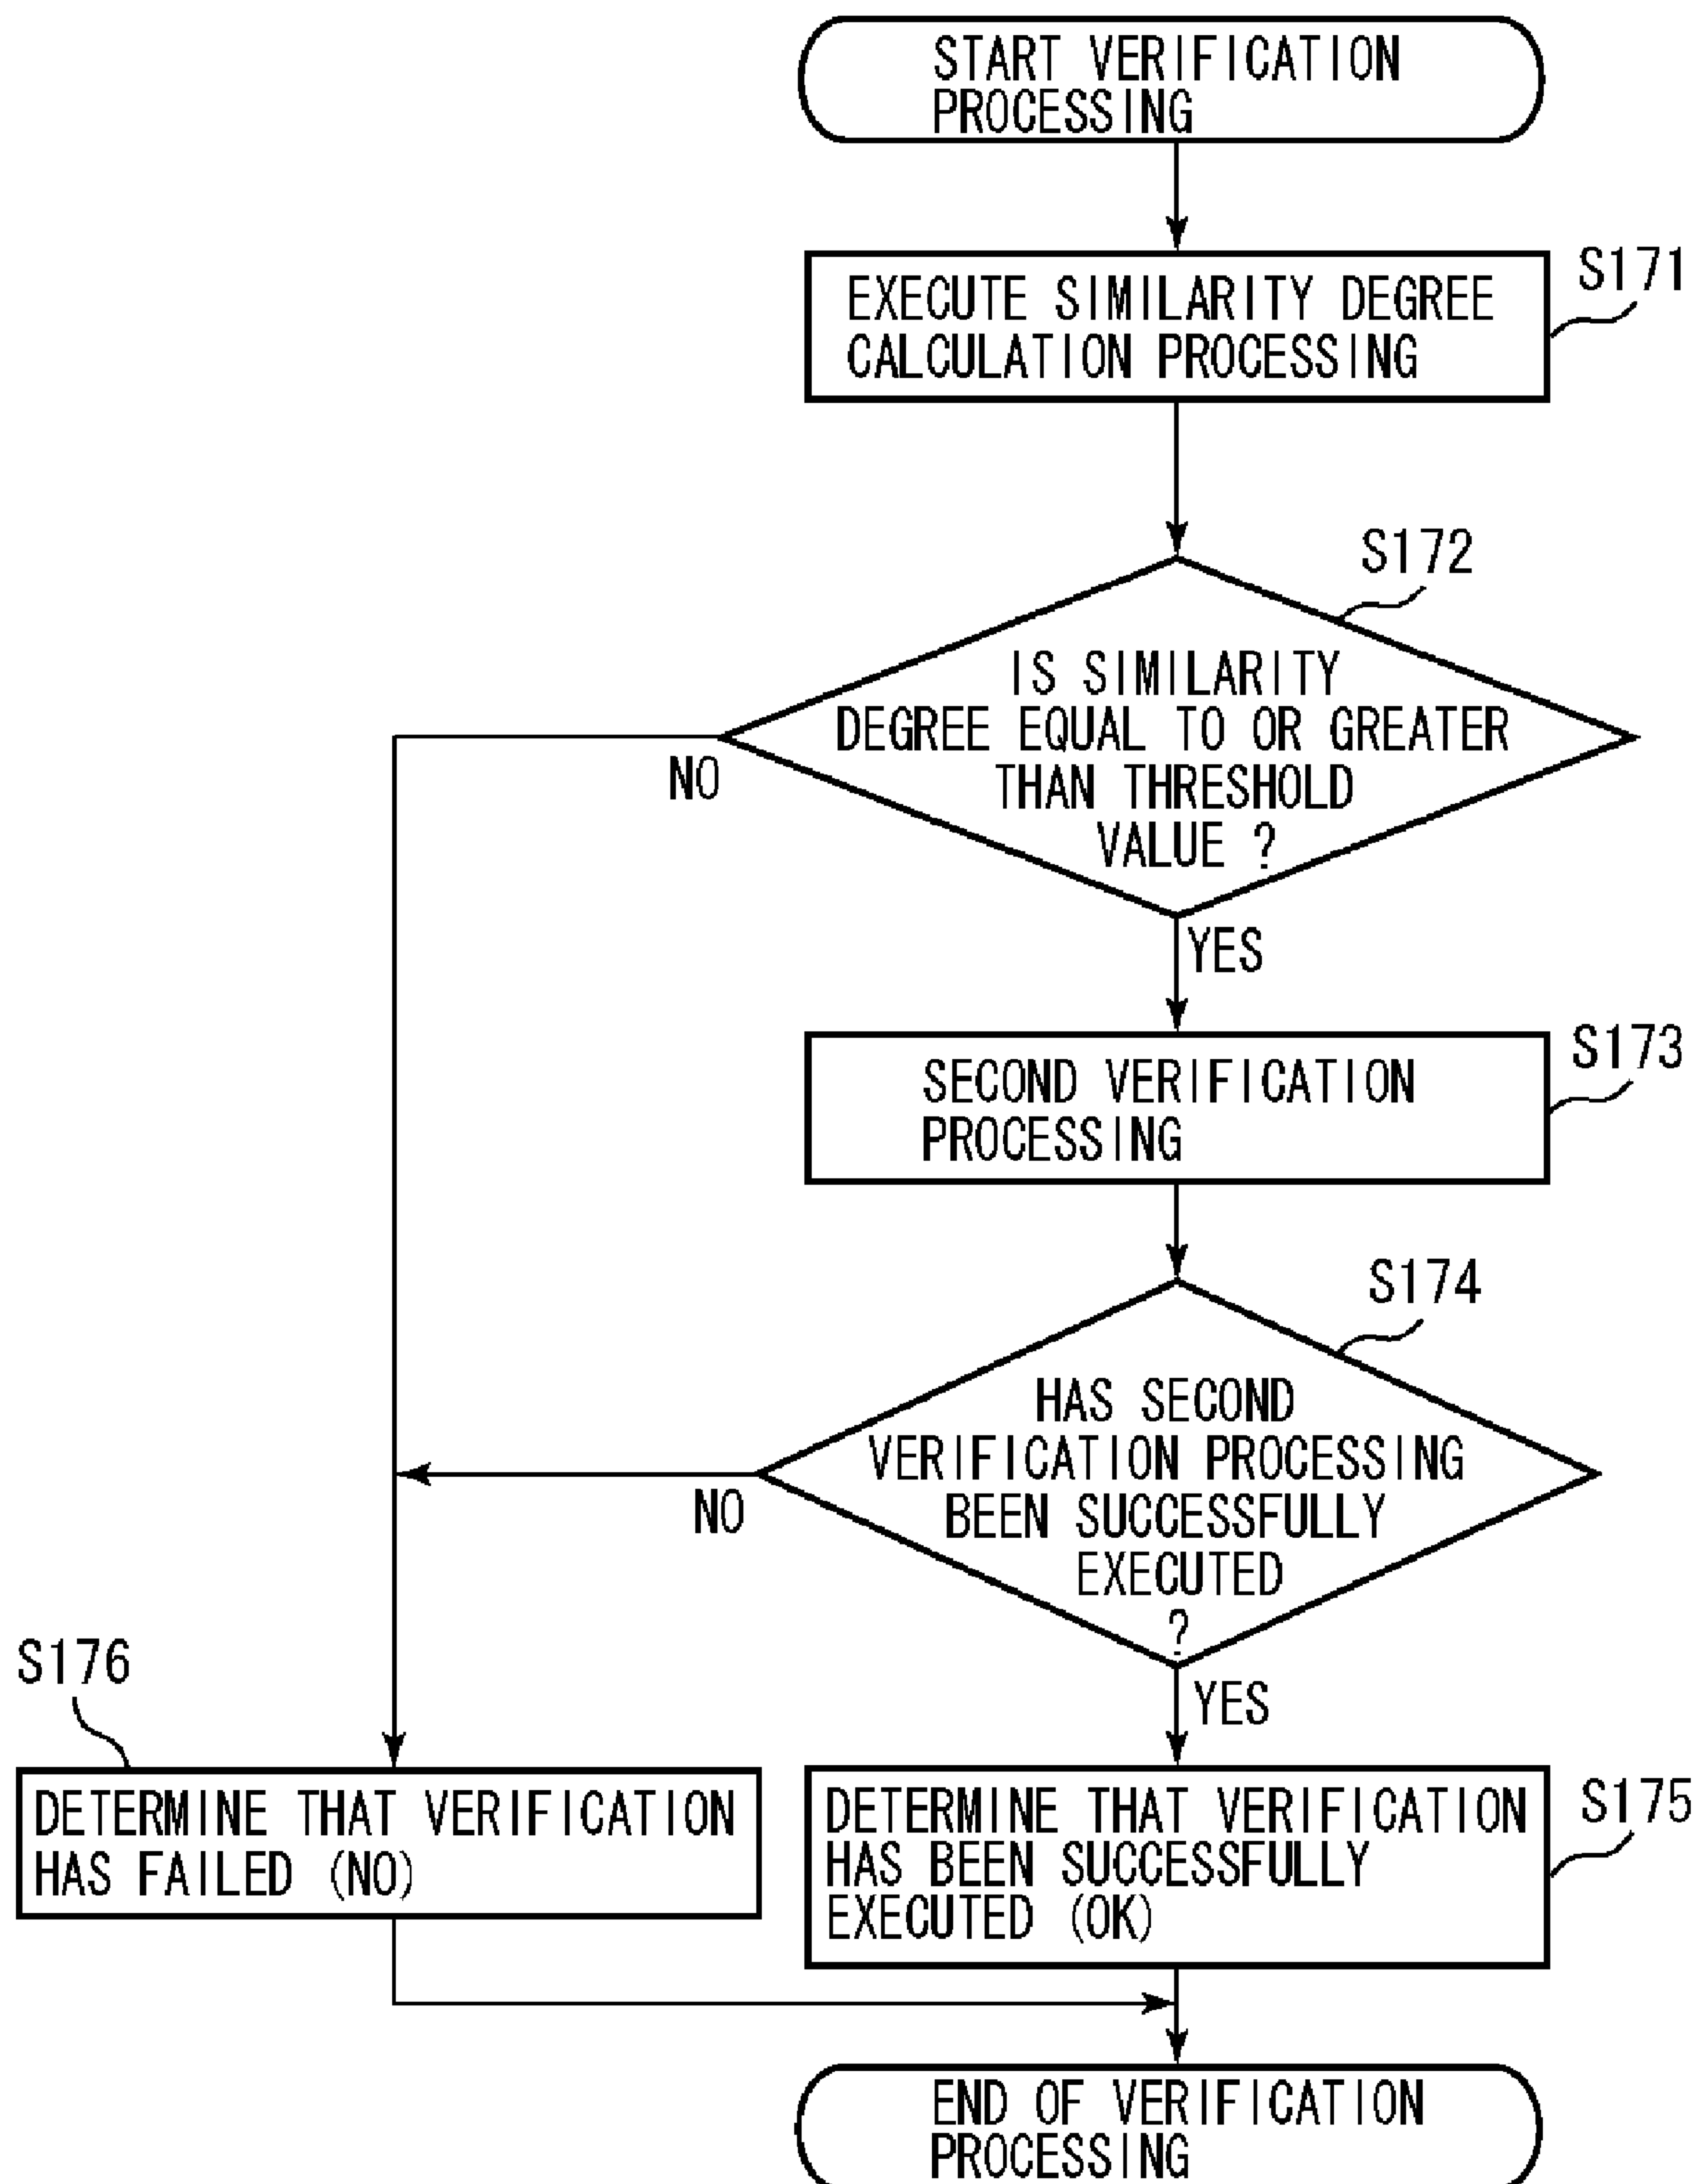 START VERIFICATION
PROCESSING
S171
EXECUTE SIMILARITY DEGREE
CALCULATION PROCESSING
S172
IS SIMILARITY
DEGREE EQUAL TO OR GREATER
THAN THRESHOLD
VALUE ?
NO
YES
S173
SECOND VERIFICATION
PROCESSING
S174
HAS SECOND
VERIFICATION PROCESSING
BEEN SUCCESSFULLY
EXECUTED
?
NO
YES
S176
DETERMINE THAT VERIFICATION
HAS FAILED (NO)
S175
DETERMINE THAT VERIFICATION
HAS BEEN SUCCESSFULLY
EXECUTED (OK)
END OF VERIFICATION
PROCESSING